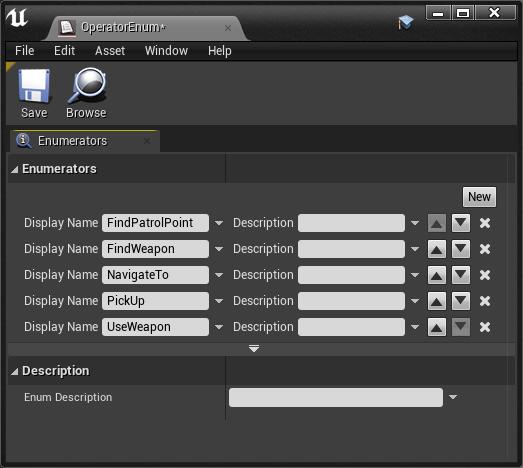 OperatorEnum*
File Edit Asset Window Help
Save Browse
Enumerators
Enumerators
New
Display Name FindPatrolPoint Description
Display Name FindWeapon Description
Display Name NavigateTo Description
Display Name PickUp Description
Display Name UseWeapon Description
Description
Enum Description